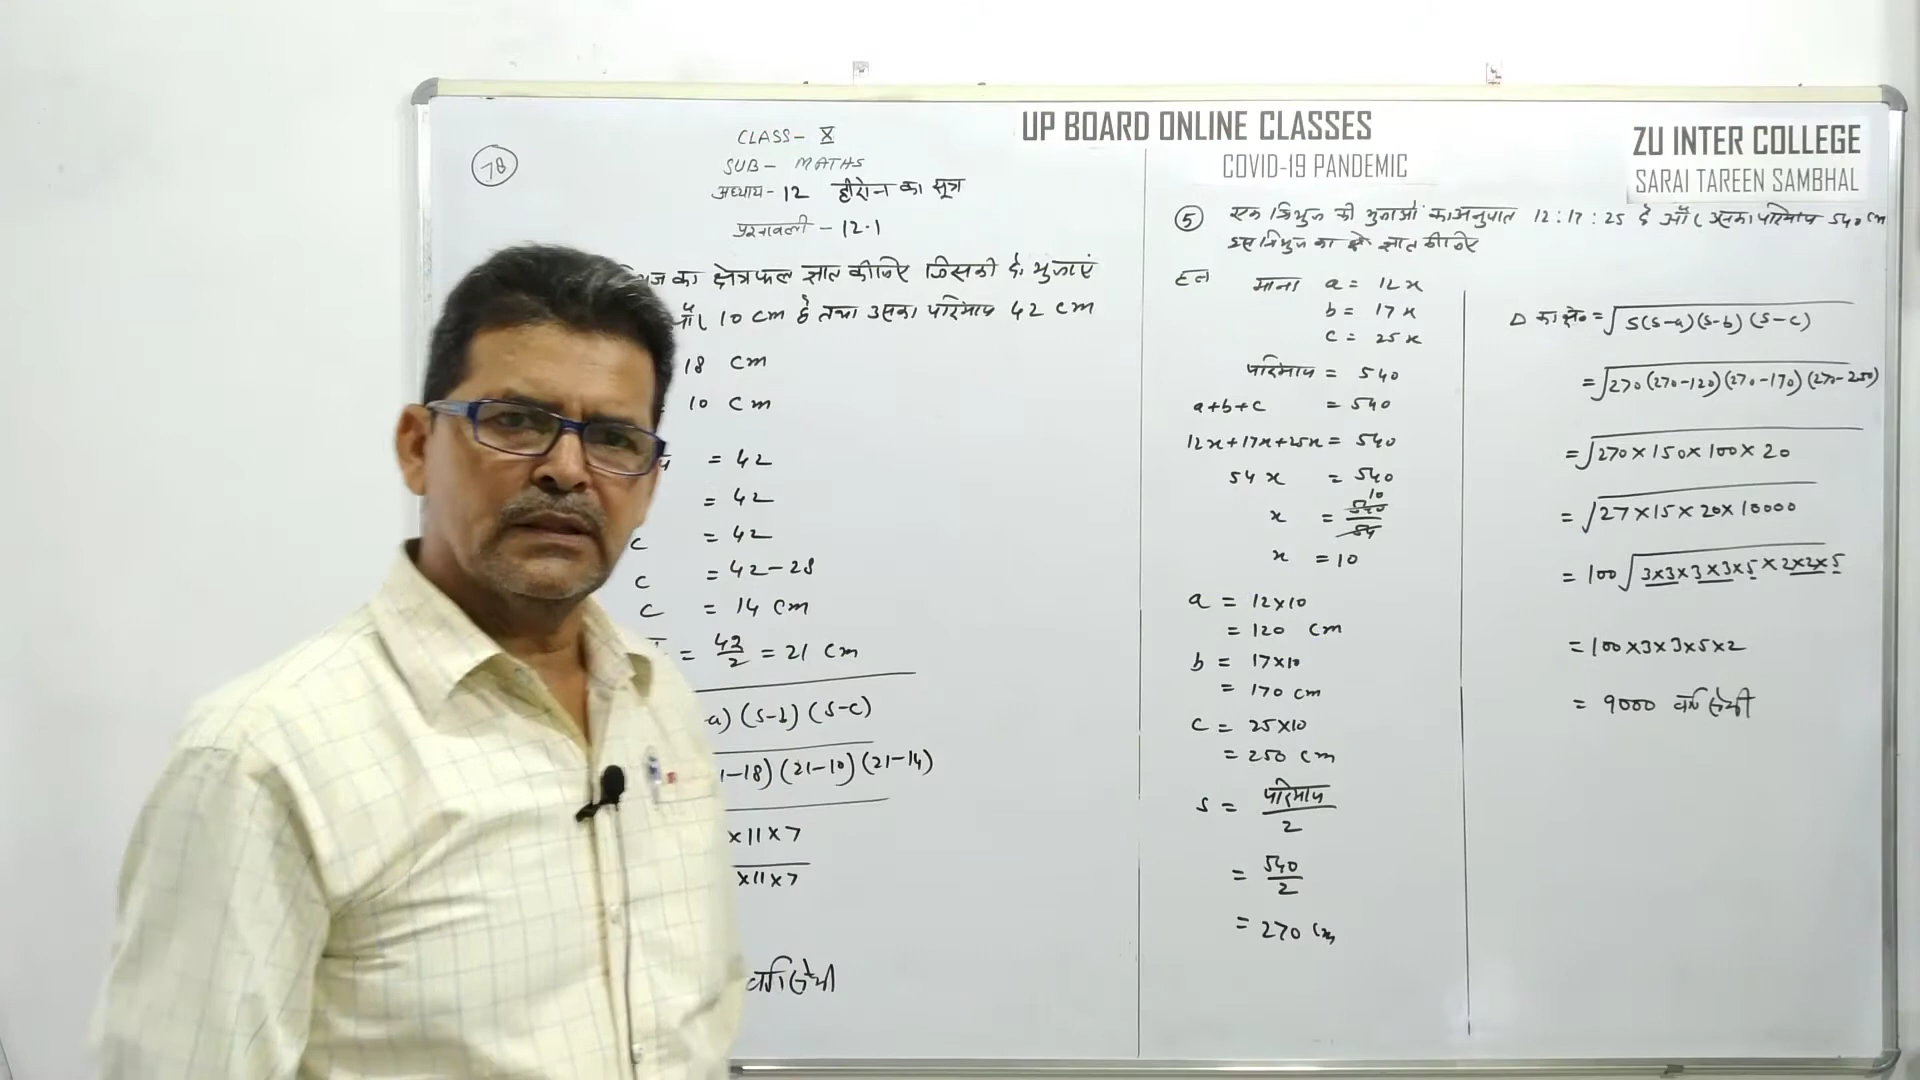 UP BOARD ONLINE CLASSES
COVID-19 PANDEMIC
ZU INTER COLLEGE
SARAI TAREEN SAMBHAL
78
CLASS- X
SUB- MATHS
अध्याय- 12 हीरोन का सूत्र
प्रश्नावली - 12.1
का क्षेत्रफल ज्ञात कीजिए जिसकी दो भुजाएं
10 cm है तथा उसका परिमाप 42 cm
18 cm
= 10 cm
= 42
= 42
c = 42
c = 42-28
c = 14 cm
= 42/2 = 21 cm
-a) (s-b) (s-c)
1-18) (21-10) (21-14)
×11×7
×11×7
वर्ग सेमी
5 एक त्रिभुज की भुजाओं का अनुपात 12:17:25 है और उसका परिमाप 540 cm
इस त्रिभुज का क्षे० ज्ञात कीजिए
हल माना a = 12x
b = 17x
c = 25x
परिमाप = 540
a+b+c = 540
12x+17x+25x = 540
54x = 540
10
x = 540/54
x = 10
a = 12×10
= 120 cm
b = 17×10
= 170 cm
c = 25×10
= 250 cm
s = परिमाप/2
= 540/2
= 270 cm
Δ का क्षे० = √s(s-a)(s-b)(s-c)
= √270(270-120)(270-170)(270-250)
= √270×150×100×20
= √27×15×20×10000
= 100√3×3×3×3×5×2×2×5
= 100×3×3×5×2
= 9000 वर्ग सेमी